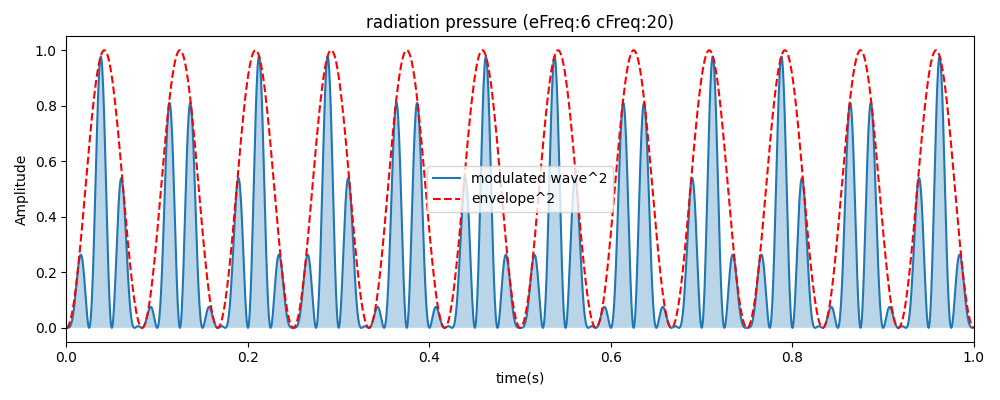 radiation pressure (eFreq:6 cFreq:20)
1.0
0.8
0.6
0.4
0.2
0.0
Amplitude
modulated wave^2
envelope^2
0.0 0.2 0.4 0.6 0.8 1.0
time(s)